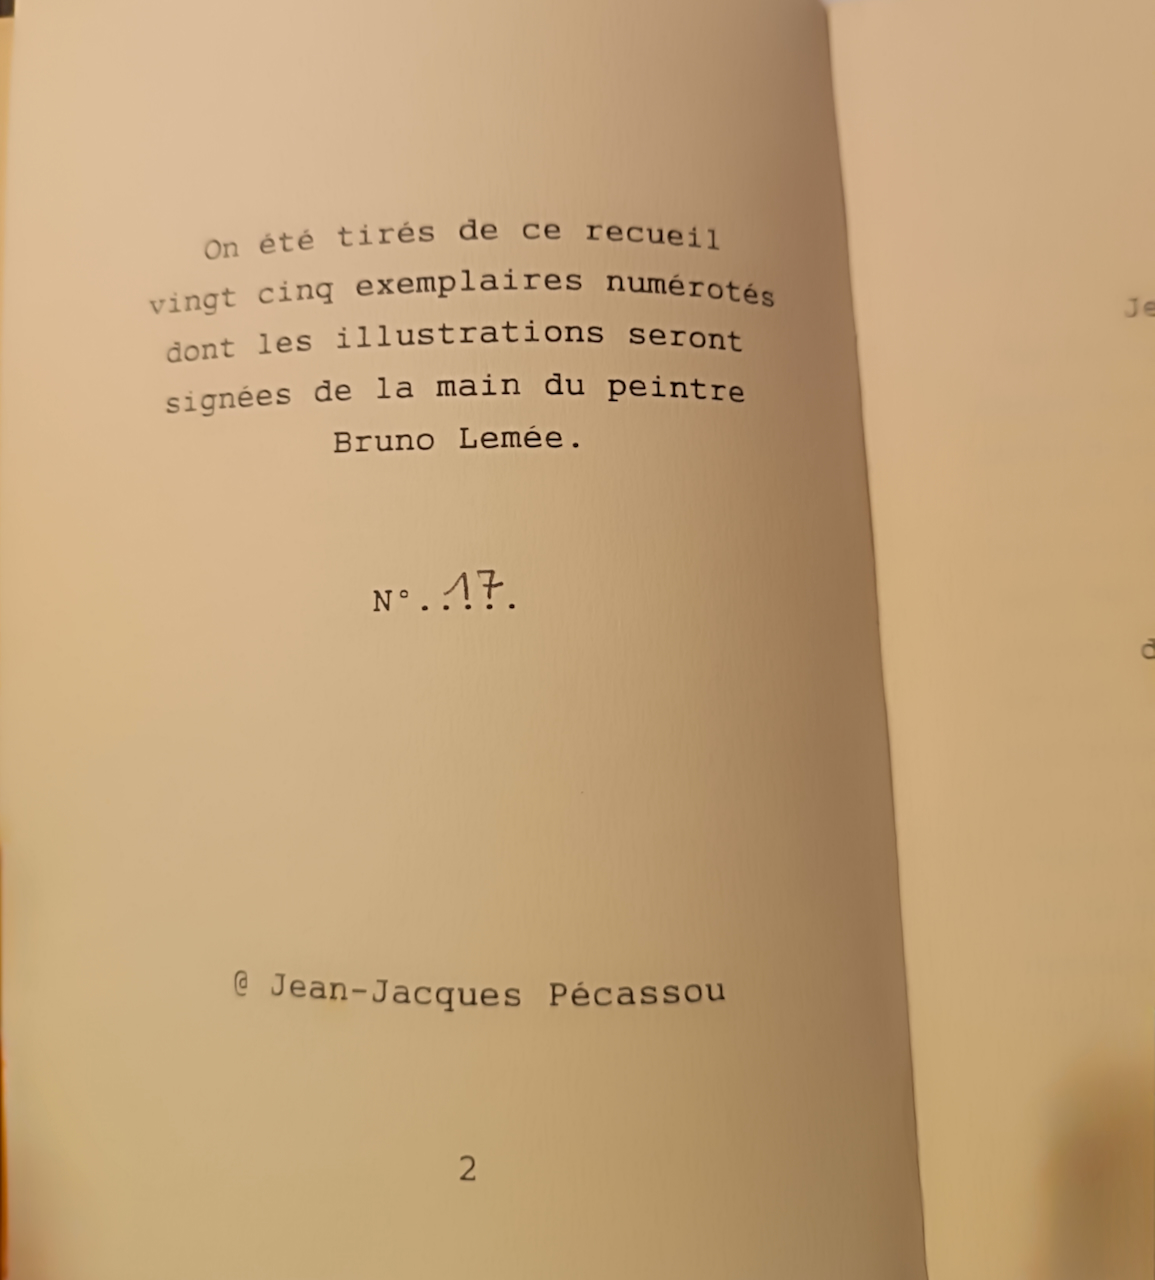 On été tirés de ce recueil
vingt cinq exemplaires numérotés
dont les illustrations seront
signées de la main du peintre
Bruno Lemée.
N°..17..
@ Jean-Jacques Pécassou
2
Je
d